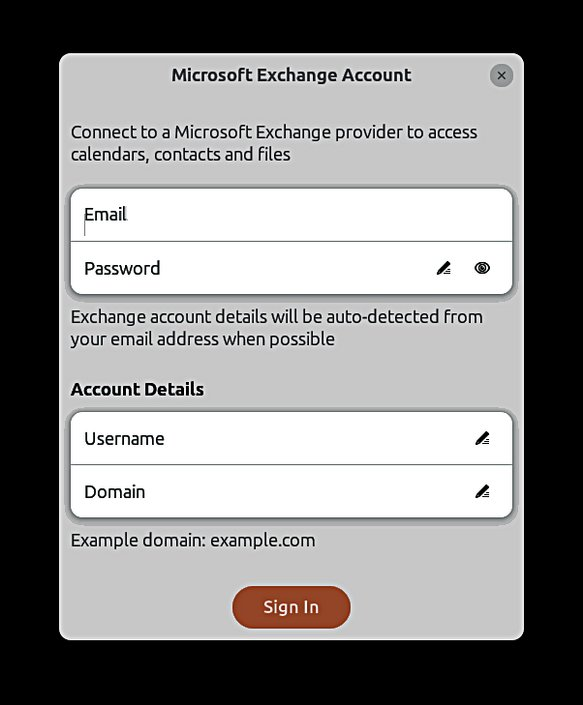 Microsoft Exchange Account
Connect to a Microsoft Exchange provider to access
calendars, contacts and files
Email
Password
Exchange account details will be auto-detected from
your email address when possible
Account Details
Username
Domain
Example domain: example.com
Sign In